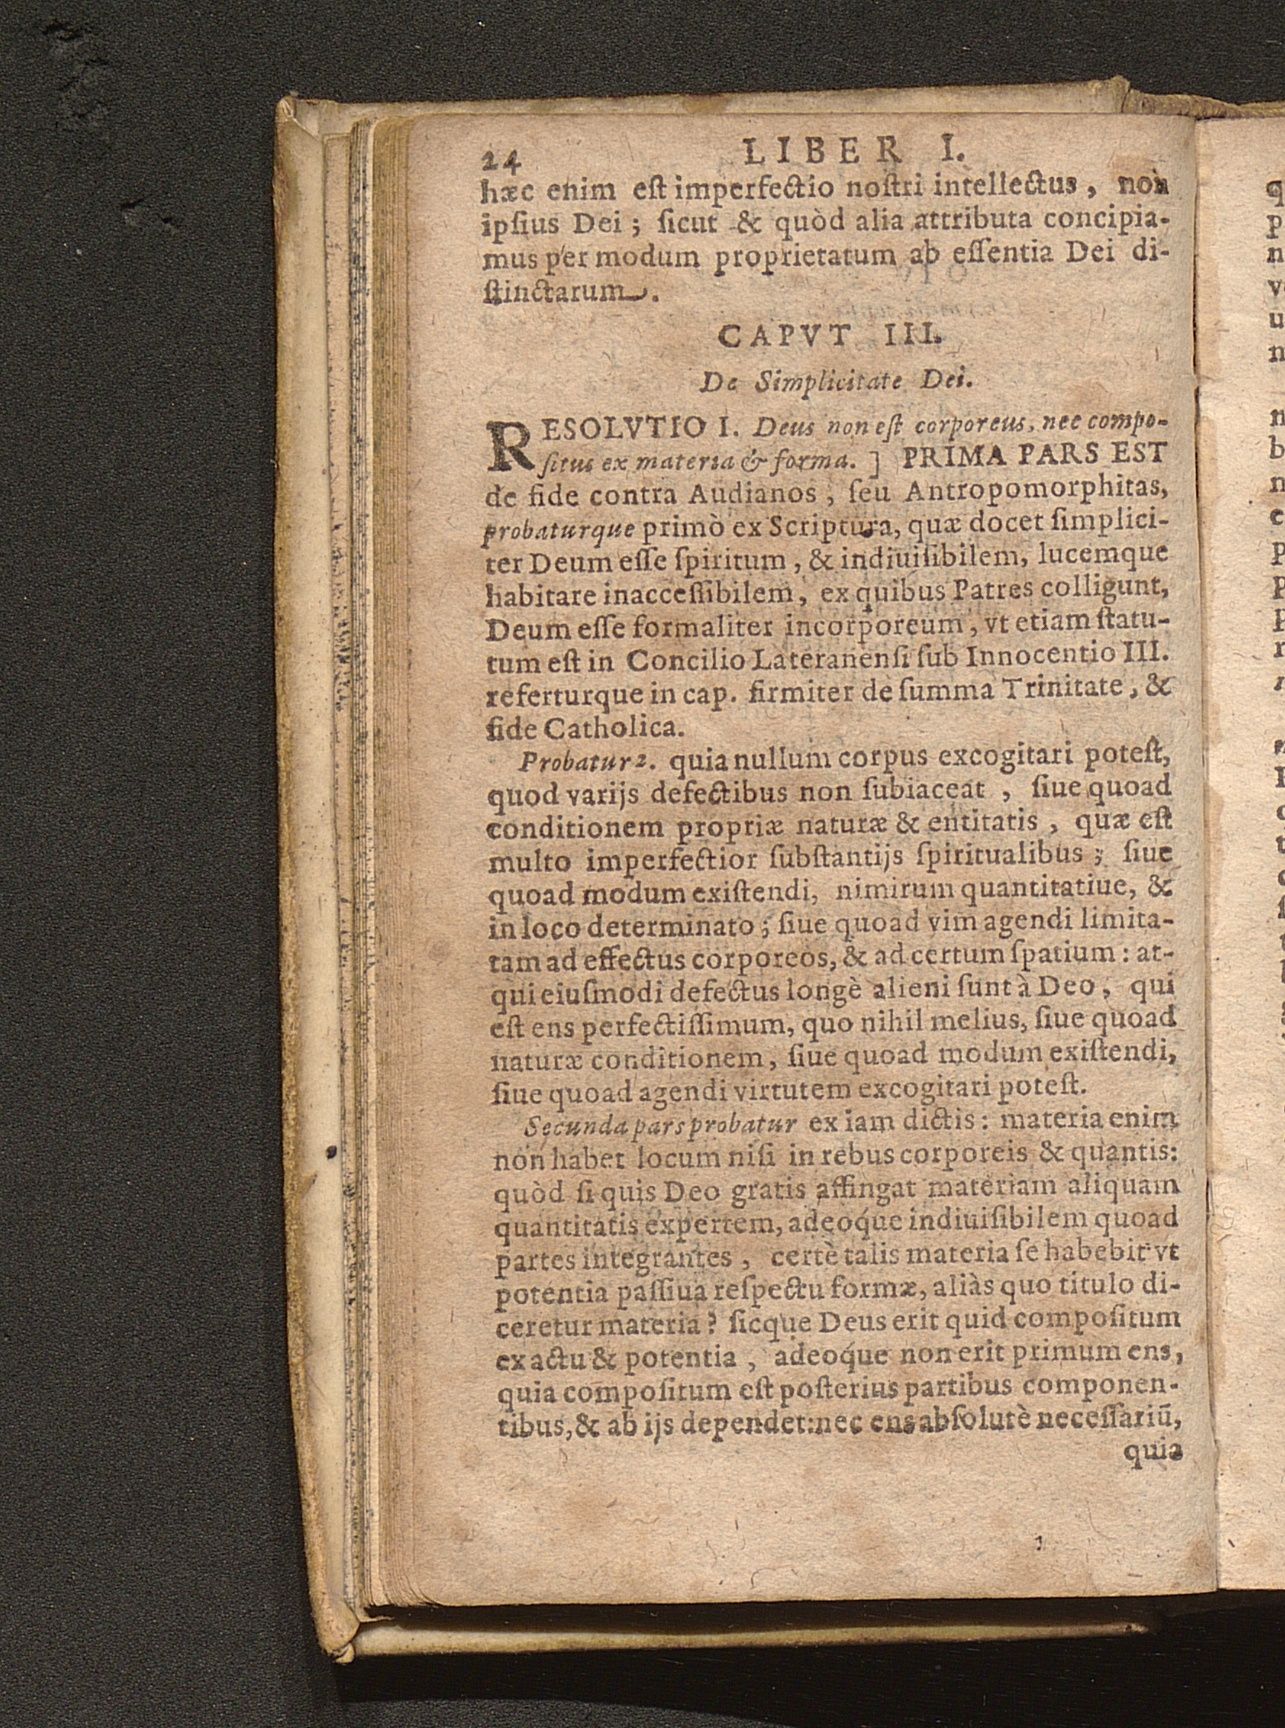 24 LIBER I.
hæc enim eſt imperfectio noſtri intellectus, non
ipſius Dei; ſicut & quòd alia attributa concipia-
mus per modum proprietatum ab eſſentia Dei di-
ſtinctarum.
CAPVT III.
De Simplicitate Dei.
RESOLVTIO I. Deus non eſt corporeus, nec compo-
ſitus ex materia & forma. ] PRIMA PARS EST
de fide contra Audianos, ſeu Antropomorphitas,
probaturque primò ex Scriptura, quæ docet ſimplici-
ter Deum eſſe ſpiritum, & indiuiſibilem, lucemque
habitare inacceſſibilem, ex quibus Patres colligunt,
Deum eſſe formaliter incorporeum, vt etiam ſtatu-
tum eſt in Concilio Lateranenſi ſub Innocentio III.
referturque in cap. firmiter de ſumma Trinitate, &
fide Catholica.
Probatur 2. quia nullum corpus excogitari poteſt,
quod varijs defectibus non ſubiaceat, ſiue quoad
conditionem propriæ naturæ & entitatis, quæ eſt
multo imperfectior ſubſtantijs ſpiritualibus; ſiue
quoad modum exiſtendi, nimirum quantitatiue, &
in loco determinato; ſiue quoad vim agendi limita-
tam ad effectus corporeos, & ad certum ſpatium: at-
qui eiuſmodi defectus longè alieni ſunt à Deo, qui
eſt ens perfectiſſimum, quo nihil melius, ſiue quoad
naturæ conditionem, ſiue quoad modum exiſtendi,
ſiue quoad agendi virtutem excogitari poteſt.
Secunda pars probatur ex iam dictis: materia enim
non habet locum niſi in rebus corporeis & quantis:
quòd ſi quis Deo gratis affingat materiam aliquam
quantitatis expertem, adeoq́ue indiuiſibilem quoad
partes integrantes, certè talis materia ſe habebit vt
potentia paſſiua reſpectu formæ, aliàs quo titulo di-
ceretur materia? ſicque Deus erit quid compoſitum
ex actu & potentia, adeoq́ue non erit primum ens,
quia compoſitum eſt poſterius partibus componen-
tibus, & ab ijs dependet: nec ens abſolutè neceſſariū,
quia